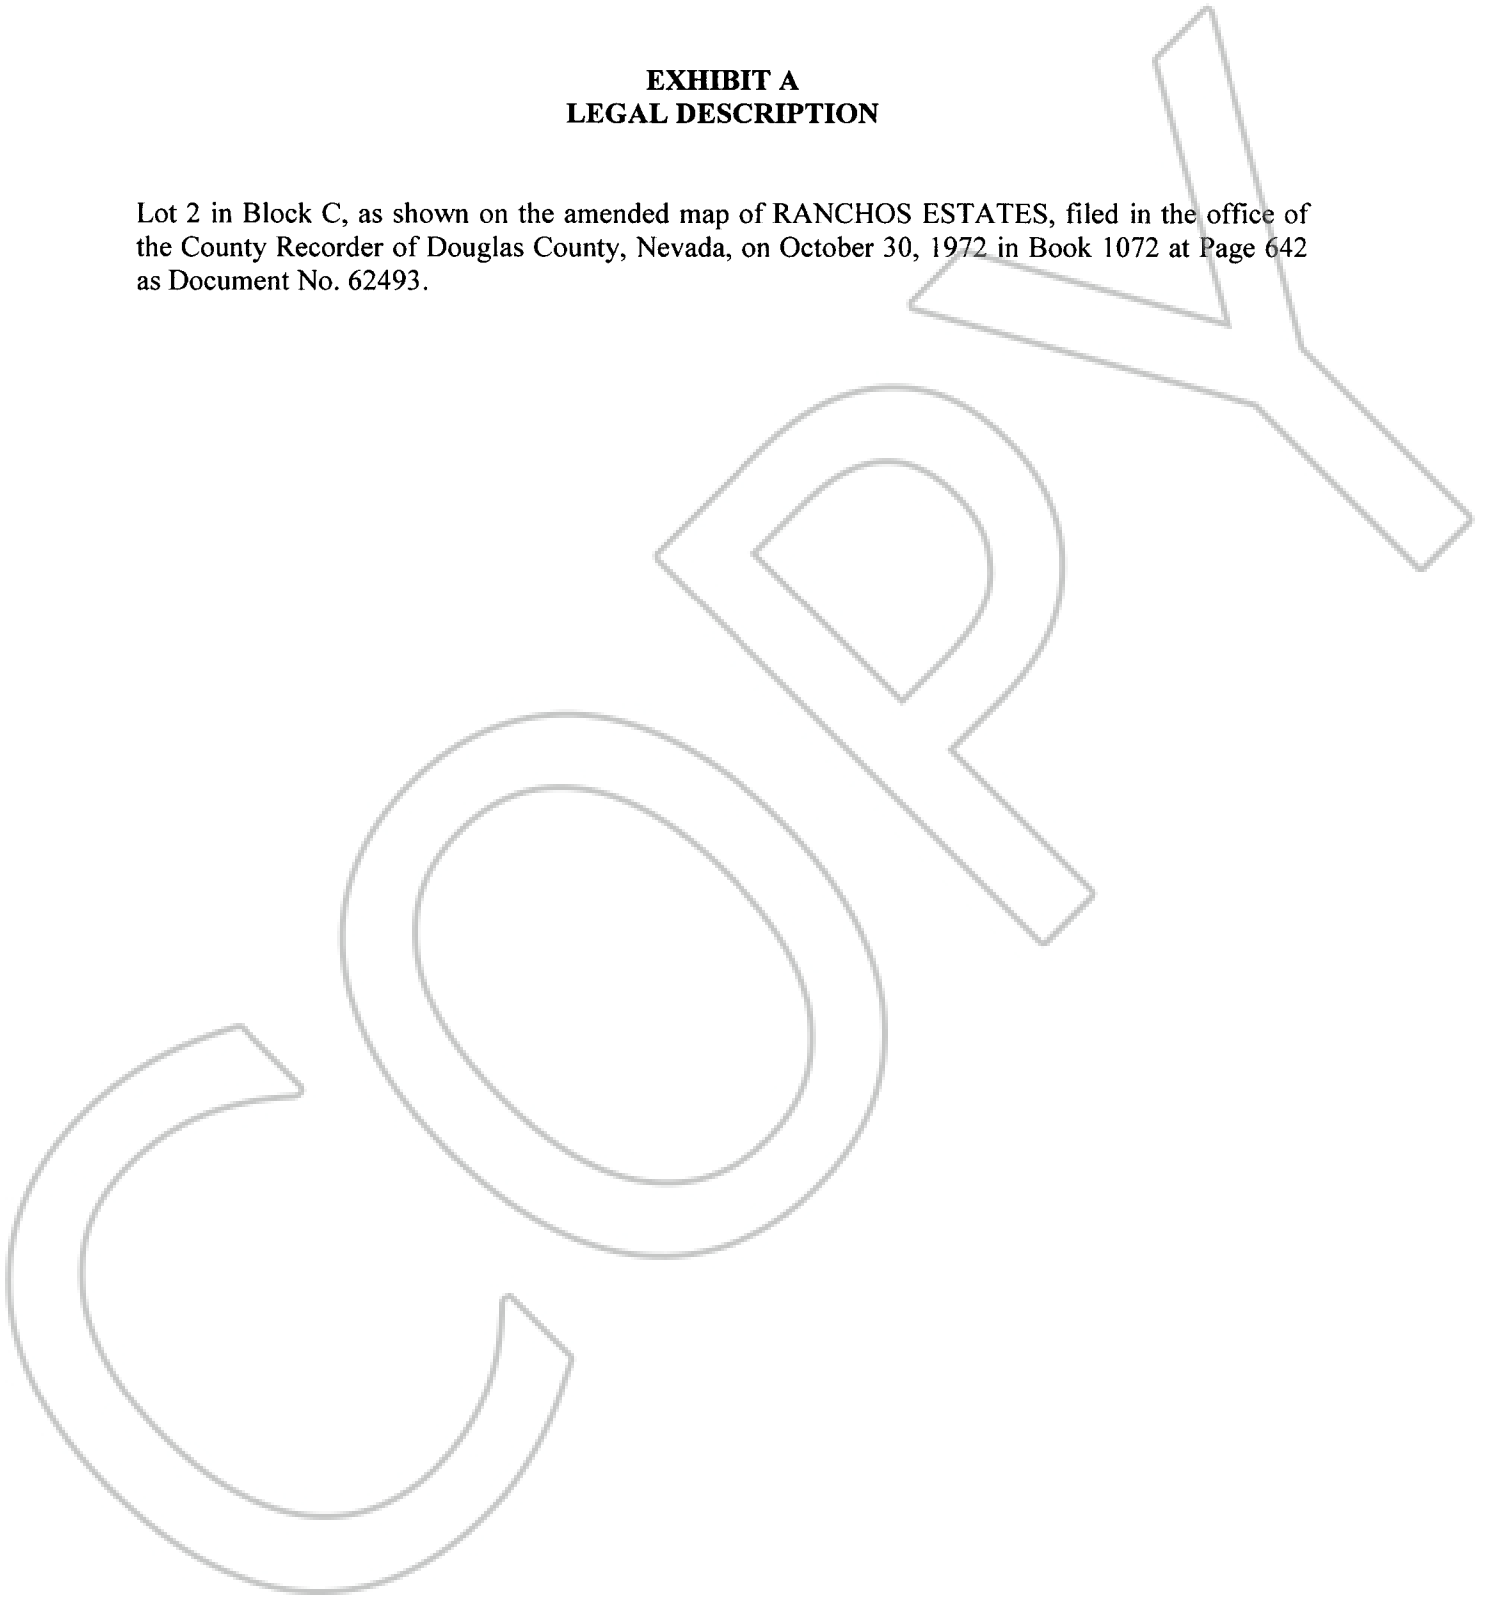 EXHIBIT A
LEGAL DESCRIPTION
Lot 2 in Block C, as shown on the amended map of RANCHOS ESTATES, filed in the office of
the County Recorder of Douglas County, Nevada, on October 30, 1972 in Book 1072 at Page 642
as Document No. 62493.
COPY